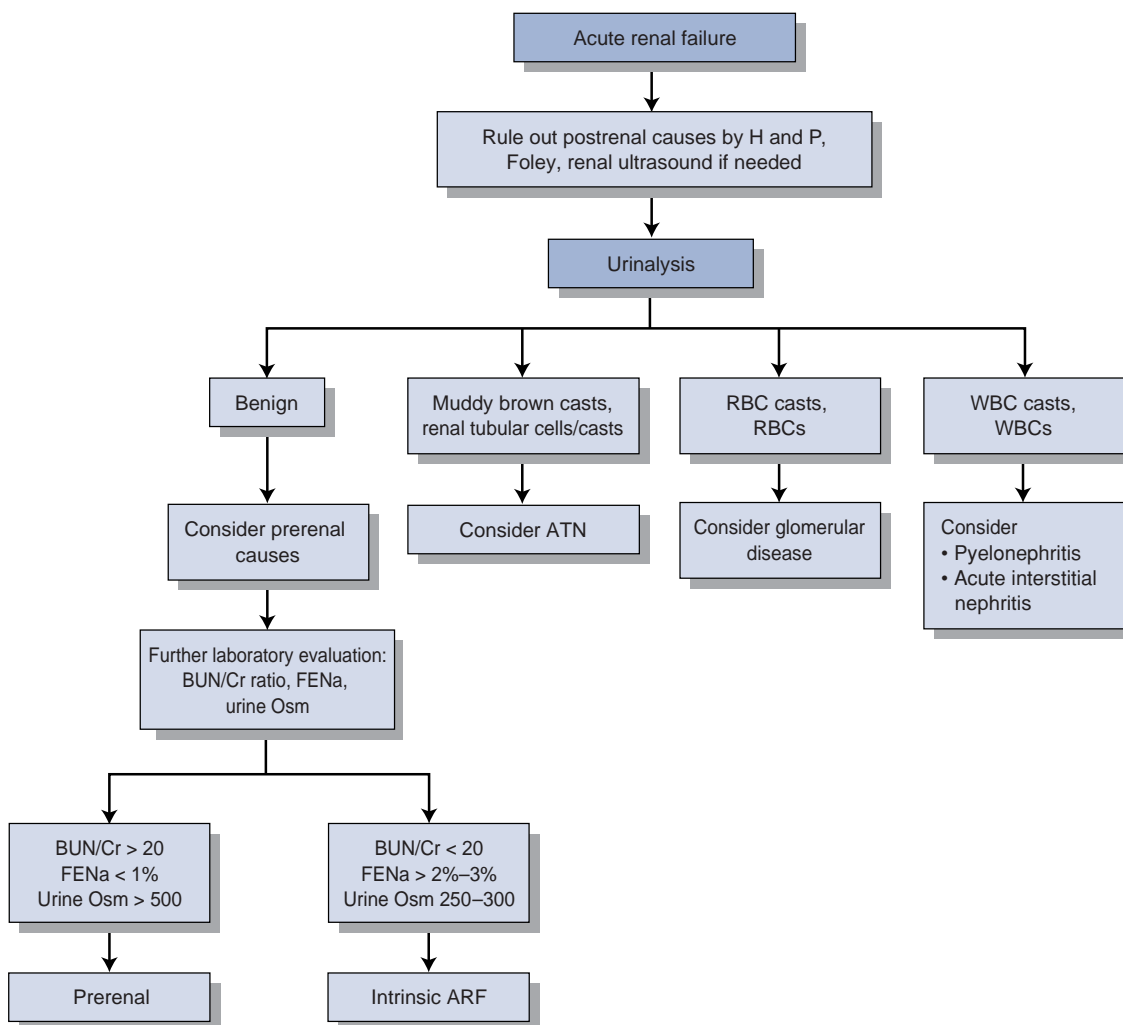 Acute renal failure
Rule out postrenal causes by H and P,
Foley, renal ultrasound if needed
Urinalysis
Benign
Muddy brown casts,
renal tubular cells/casts
RBC casts,
RBCs
WBC casts,
WBCs
Consider prerenal
causes
Consider ATN
Consider glomerular
disease
Consider
• Pyelonephritis
• Acute interstitial
nephritis
Further laboratory evaluation:
BUN/Cr ratio, FENa,
urine Osm
BUN/Cr > 20
FENa < 1%
Urine Osm > 500
BUN/Cr < 20
FENa > 2%–3%
Urine Osm 250–300
Prerenal
Intrinsic ARF